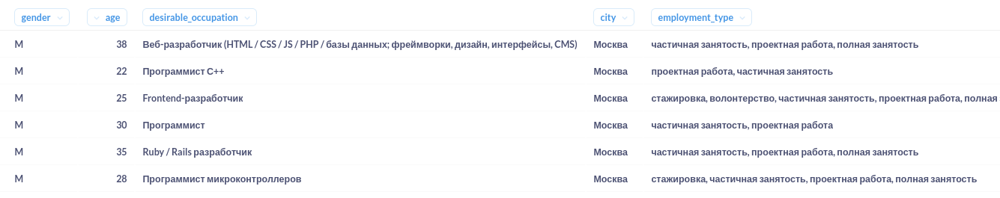 gender age desirable_occupation city employment_type
M 38 Веб-разработчик (HTML / CSS / JS / PHP / базы данных; фреймворки, дизайн, интерфейсы, CMS) Москва частичная занятость, проектная работа, полная занятость
M 22 Программист C++ Москва проектная работа, частичная занятость
M 25 Frontend-разработчик Москва стажировка, волонтерство, частичная занятость, проектная работа, полная
M 30 Программист Москва частичная занятость, проектная работа
M 35 Ruby / Rails разработчик Москва частичная занятость, проектная работа, полная занятость
M 28 Программист микроконтроллеров Москва стажировка, частичная занятость, проектная работа, полная занятость